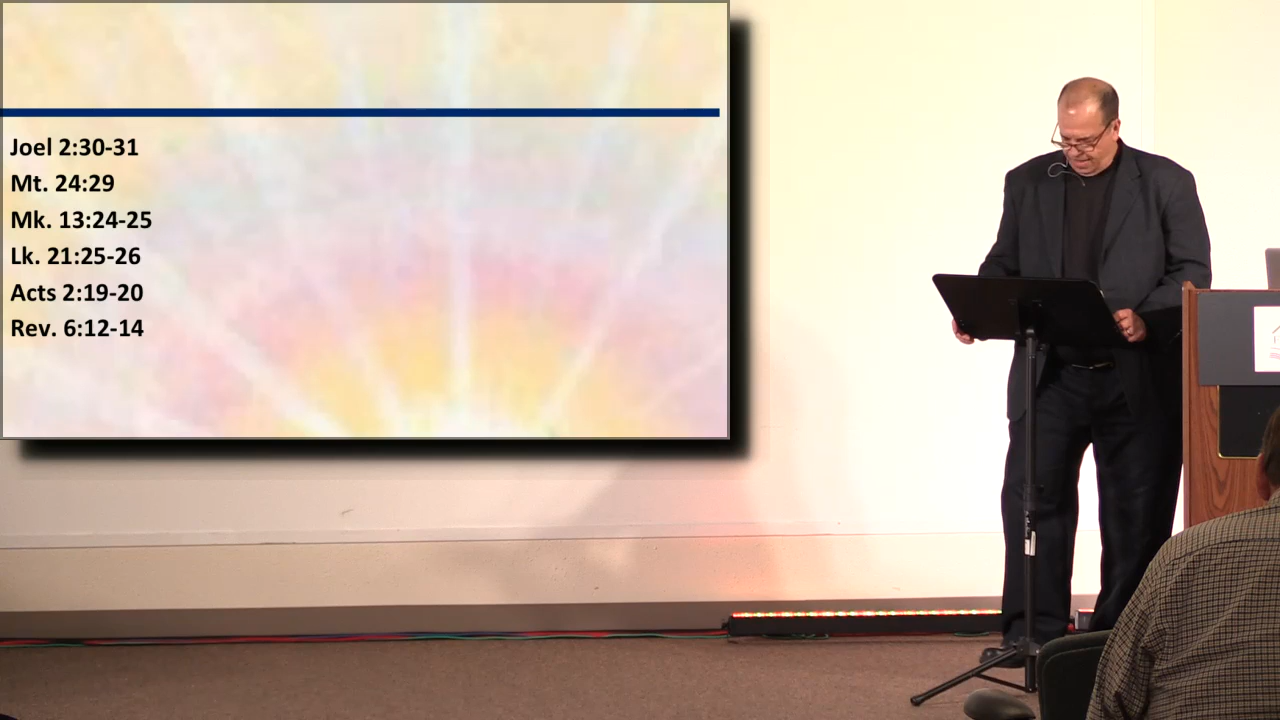 Joel 2:30-31
Mt. 24:29
Mk. 13:24-25
Lk. 21:25-26
Acts 2:19-20
Rev. 6:12-14